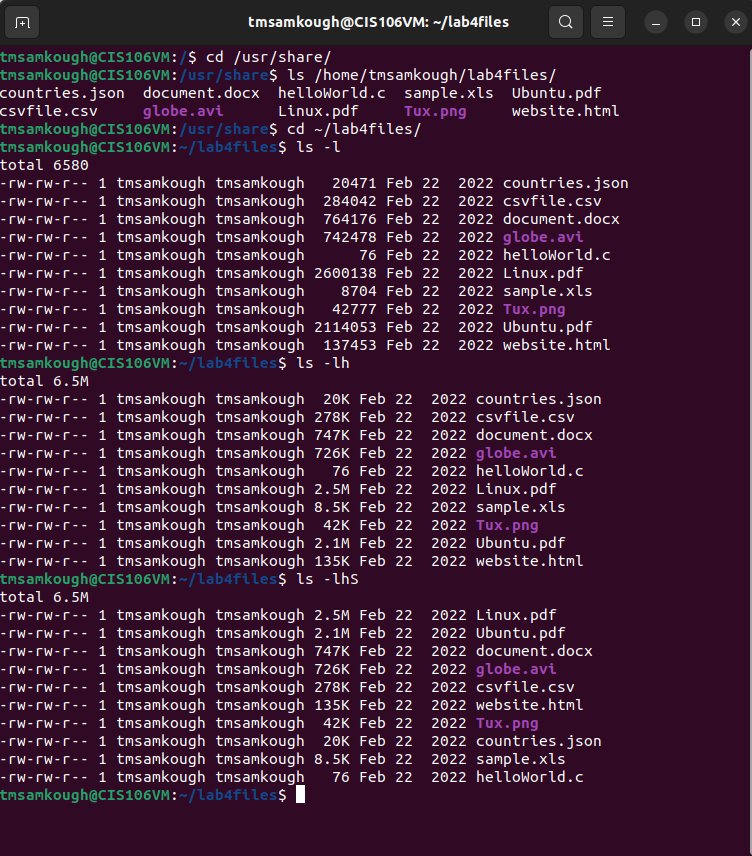 tmsamkough@CIS106VM: ~/lab4files
tmsamkough@CIS106VM:/$ cd /usr/share/
tmsamkough@CIS106VM:/usr/share$ ls /home/tmsamkough/lab4files/
countries.json  document.docx  helloWorld.c  sample.xls  Ubuntu.pdf
csvfile.csv     globe.avi      Linux.pdf     Tux.png     website.html
tmsamkough@CIS106VM:/usr/share$ cd ~/lab4files/
tmsamkough@CIS106VM:~/lab4files$ ls -l
total 6580
-rw-rw-r-- 1 tmsamkough tmsamkough   20471 Feb 22  2022 countries.json
-rw-rw-r-- 1 tmsamkough tmsamkough  284042 Feb 22  2022 csvfile.csv
-rw-rw-r-- 1 tmsamkough tmsamkough  764176 Feb 22  2022 document.docx
-rw-rw-r-- 1 tmsamkough tmsamkough  742478 Feb 22  2022 globe.avi
-rw-rw-r-- 1 tmsamkough tmsamkough      76 Feb 22  2022 helloWorld.c
-rw-rw-r-- 1 tmsamkough tmsamkough 2600138 Feb 22  2022 Linux.pdf
-rw-rw-r-- 1 tmsamkough tmsamkough    8704 Feb 22  2022 sample.xls
-rw-rw-r-- 1 tmsamkough tmsamkough   42777 Feb 22  2022 Tux.png
-rw-rw-r-- 1 tmsamkough tmsamkough 2114053 Feb 22  2022 Ubuntu.pdf
-rw-rw-r-- 1 tmsamkough tmsamkough  137453 Feb 22  2022 website.html
tmsamkough@CIS106VM:~/lab4files$ ls -lh
total 6.5M
-rw-rw-r-- 1 tmsamkough tmsamkough  20K Feb 22  2022 countries.json
-rw-rw-r-- 1 tmsamkough tmsamkough 278K Feb 22  2022 csvfile.csv
-rw-rw-r-- 1 tmsamkough tmsamkough 747K Feb 22  2022 document.docx
-rw-rw-r-- 1 tmsamkough tmsamkough 726K Feb 22  2022 globe.avi
-rw-rw-r-- 1 tmsamkough tmsamkough   76 Feb 22  2022 helloWorld.c
-rw-rw-r-- 1 tmsamkough tmsamkough 2.5M Feb 22  2022 Linux.pdf
-rw-rw-r-- 1 tmsamkough tmsamkough 8.5K Feb 22  2022 sample.xls
-rw-rw-r-- 1 tmsamkough tmsamkough  42K Feb 22  2022 Tux.png
-rw-rw-r-- 1 tmsamkough tmsamkough 2.1M Feb 22  2022 Ubuntu.pdf
-rw-rw-r-- 1 tmsamkough tmsamkough 135K Feb 22  2022 website.html
tmsamkough@CIS106VM:~/lab4files$ ls -lhS
total 6.5M
-rw-rw-r-- 1 tmsamkough tmsamkough 2.5M Feb 22  2022 Linux.pdf
-rw-rw-r-- 1 tmsamkough tmsamkough 2.1M Feb 22  2022 Ubuntu.pdf
-rw-rw-r-- 1 tmsamkough tmsamkough 747K Feb 22  2022 document.docx
-rw-rw-r-- 1 tmsamkough tmsamkough 726K Feb 22  2022 globe.avi
-rw-rw-r-- 1 tmsamkough tmsamkough 278K Feb 22  2022 csvfile.csv
-rw-rw-r-- 1 tmsamkough tmsamkough 135K Feb 22  2022 website.html
-rw-rw-r-- 1 tmsamkough tmsamkough  42K Feb 22  2022 Tux.png
-rw-rw-r-- 1 tmsamkough tmsamkough  20K Feb 22  2022 countries.json
-rw-rw-r-- 1 tmsamkough tmsamkough 8.5K Feb 22  2022 sample.xls
-rw-rw-r-- 1 tmsamkough tmsamkough   76 Feb 22  2022 helloWorld.c
tmsamkough@CIS106VM:~/lab4files$